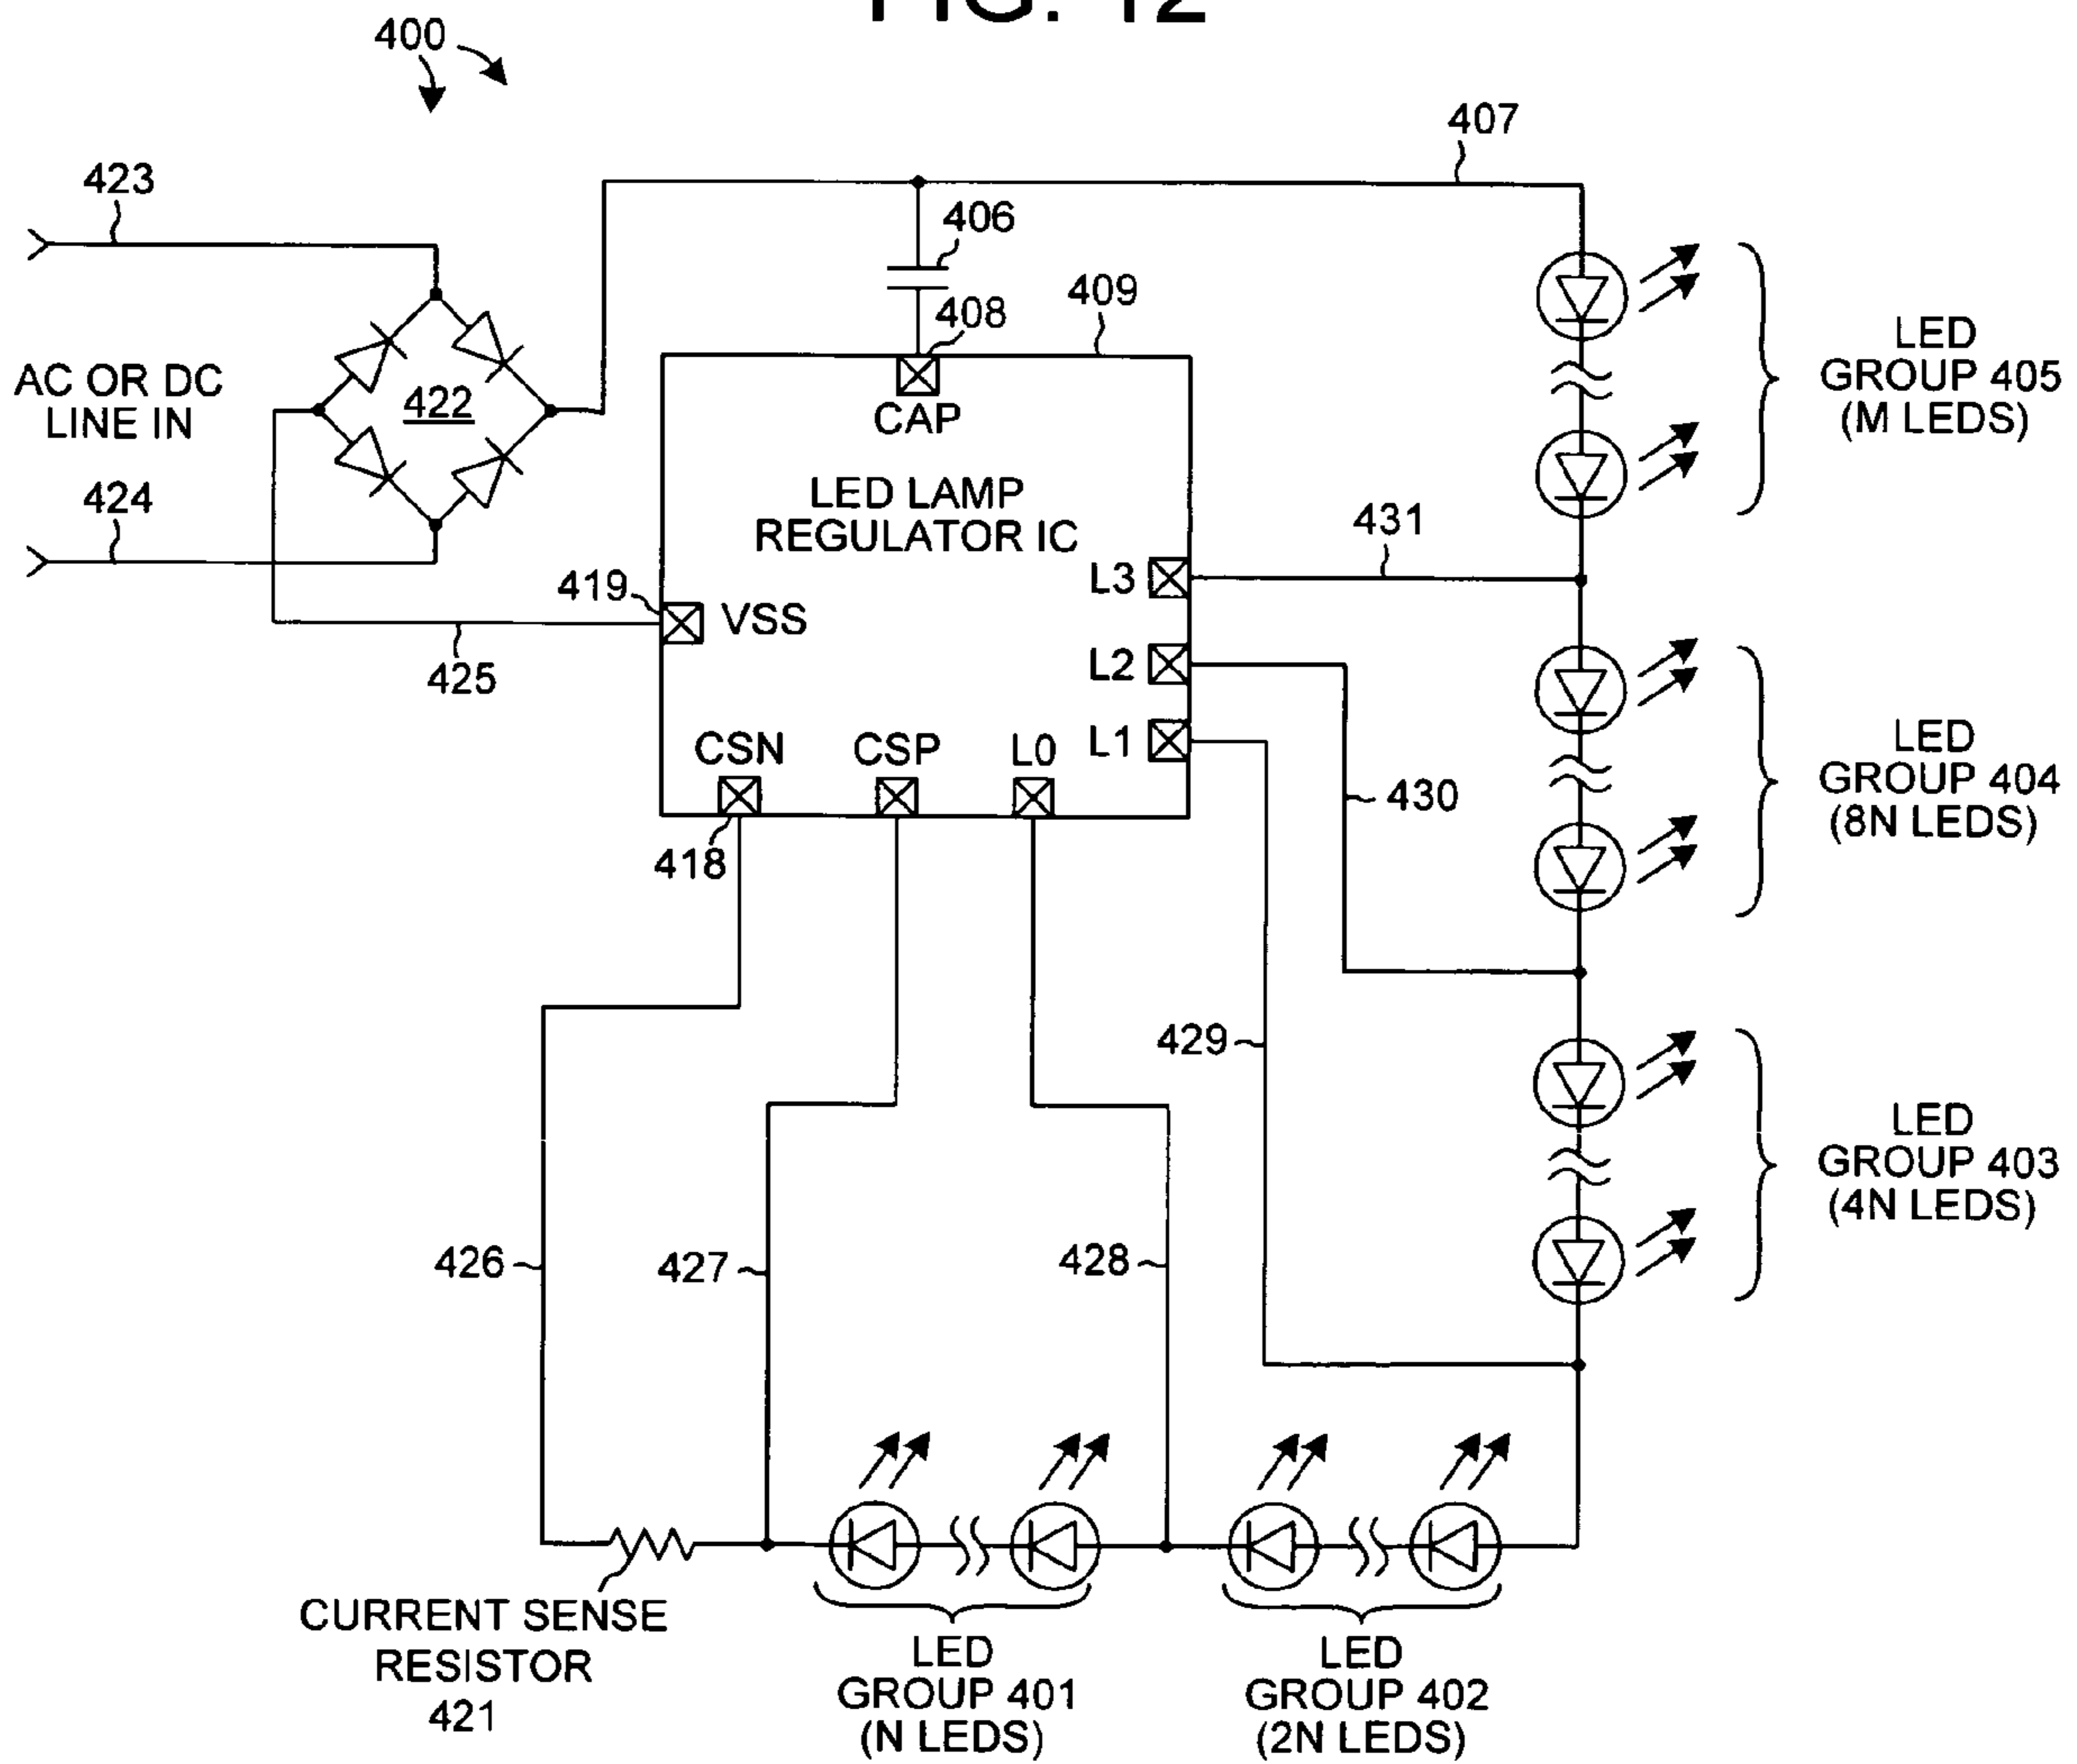 FIG. 12
400
407
423
406
408
409
AC OR DC
LINE IN
422
CAP
LED
GROUP 405
(M LEDS)
424
LED LAMP
REGULATOR IC
431
419
VSS
L3
425
L2
CSN
CSP
L0
L1
430
LED
GROUP 404
(8N LEDS)
418
429
LED
GROUP 403
(4N LEDS)
426
427
428
CURRENT SENSE
RESISTOR
421
LED
GROUP 401
(N LEDS)
LED
GROUP 402
(2N LEDS)